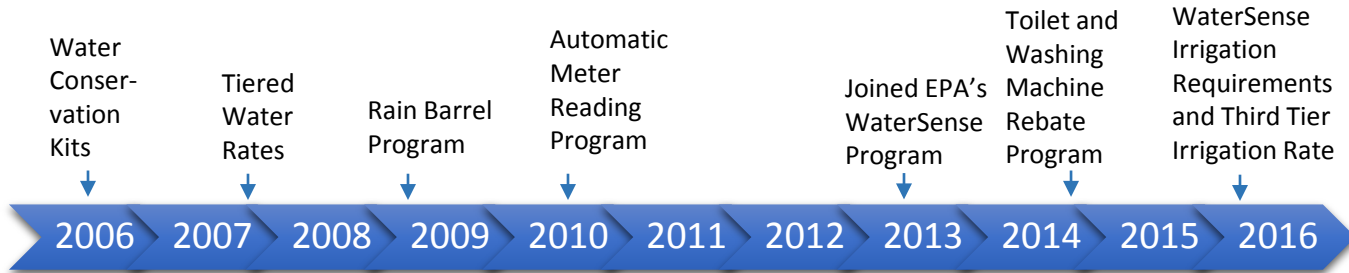 Water
Conser-
vation
Kits
Tiered
Water
Rates
Rain Barrel
Program
Automatic
Meter
Reading
Program
Joined EPA's
WaterSense
Program
Toilet and
Washing
Machine
Rebate
Program
WaterSense
Irrigation
Requirements
and Third Tier
Irrigation Rate
2006 2007 2008 2009 2010 2011 2012 2013 2014 2015 2016